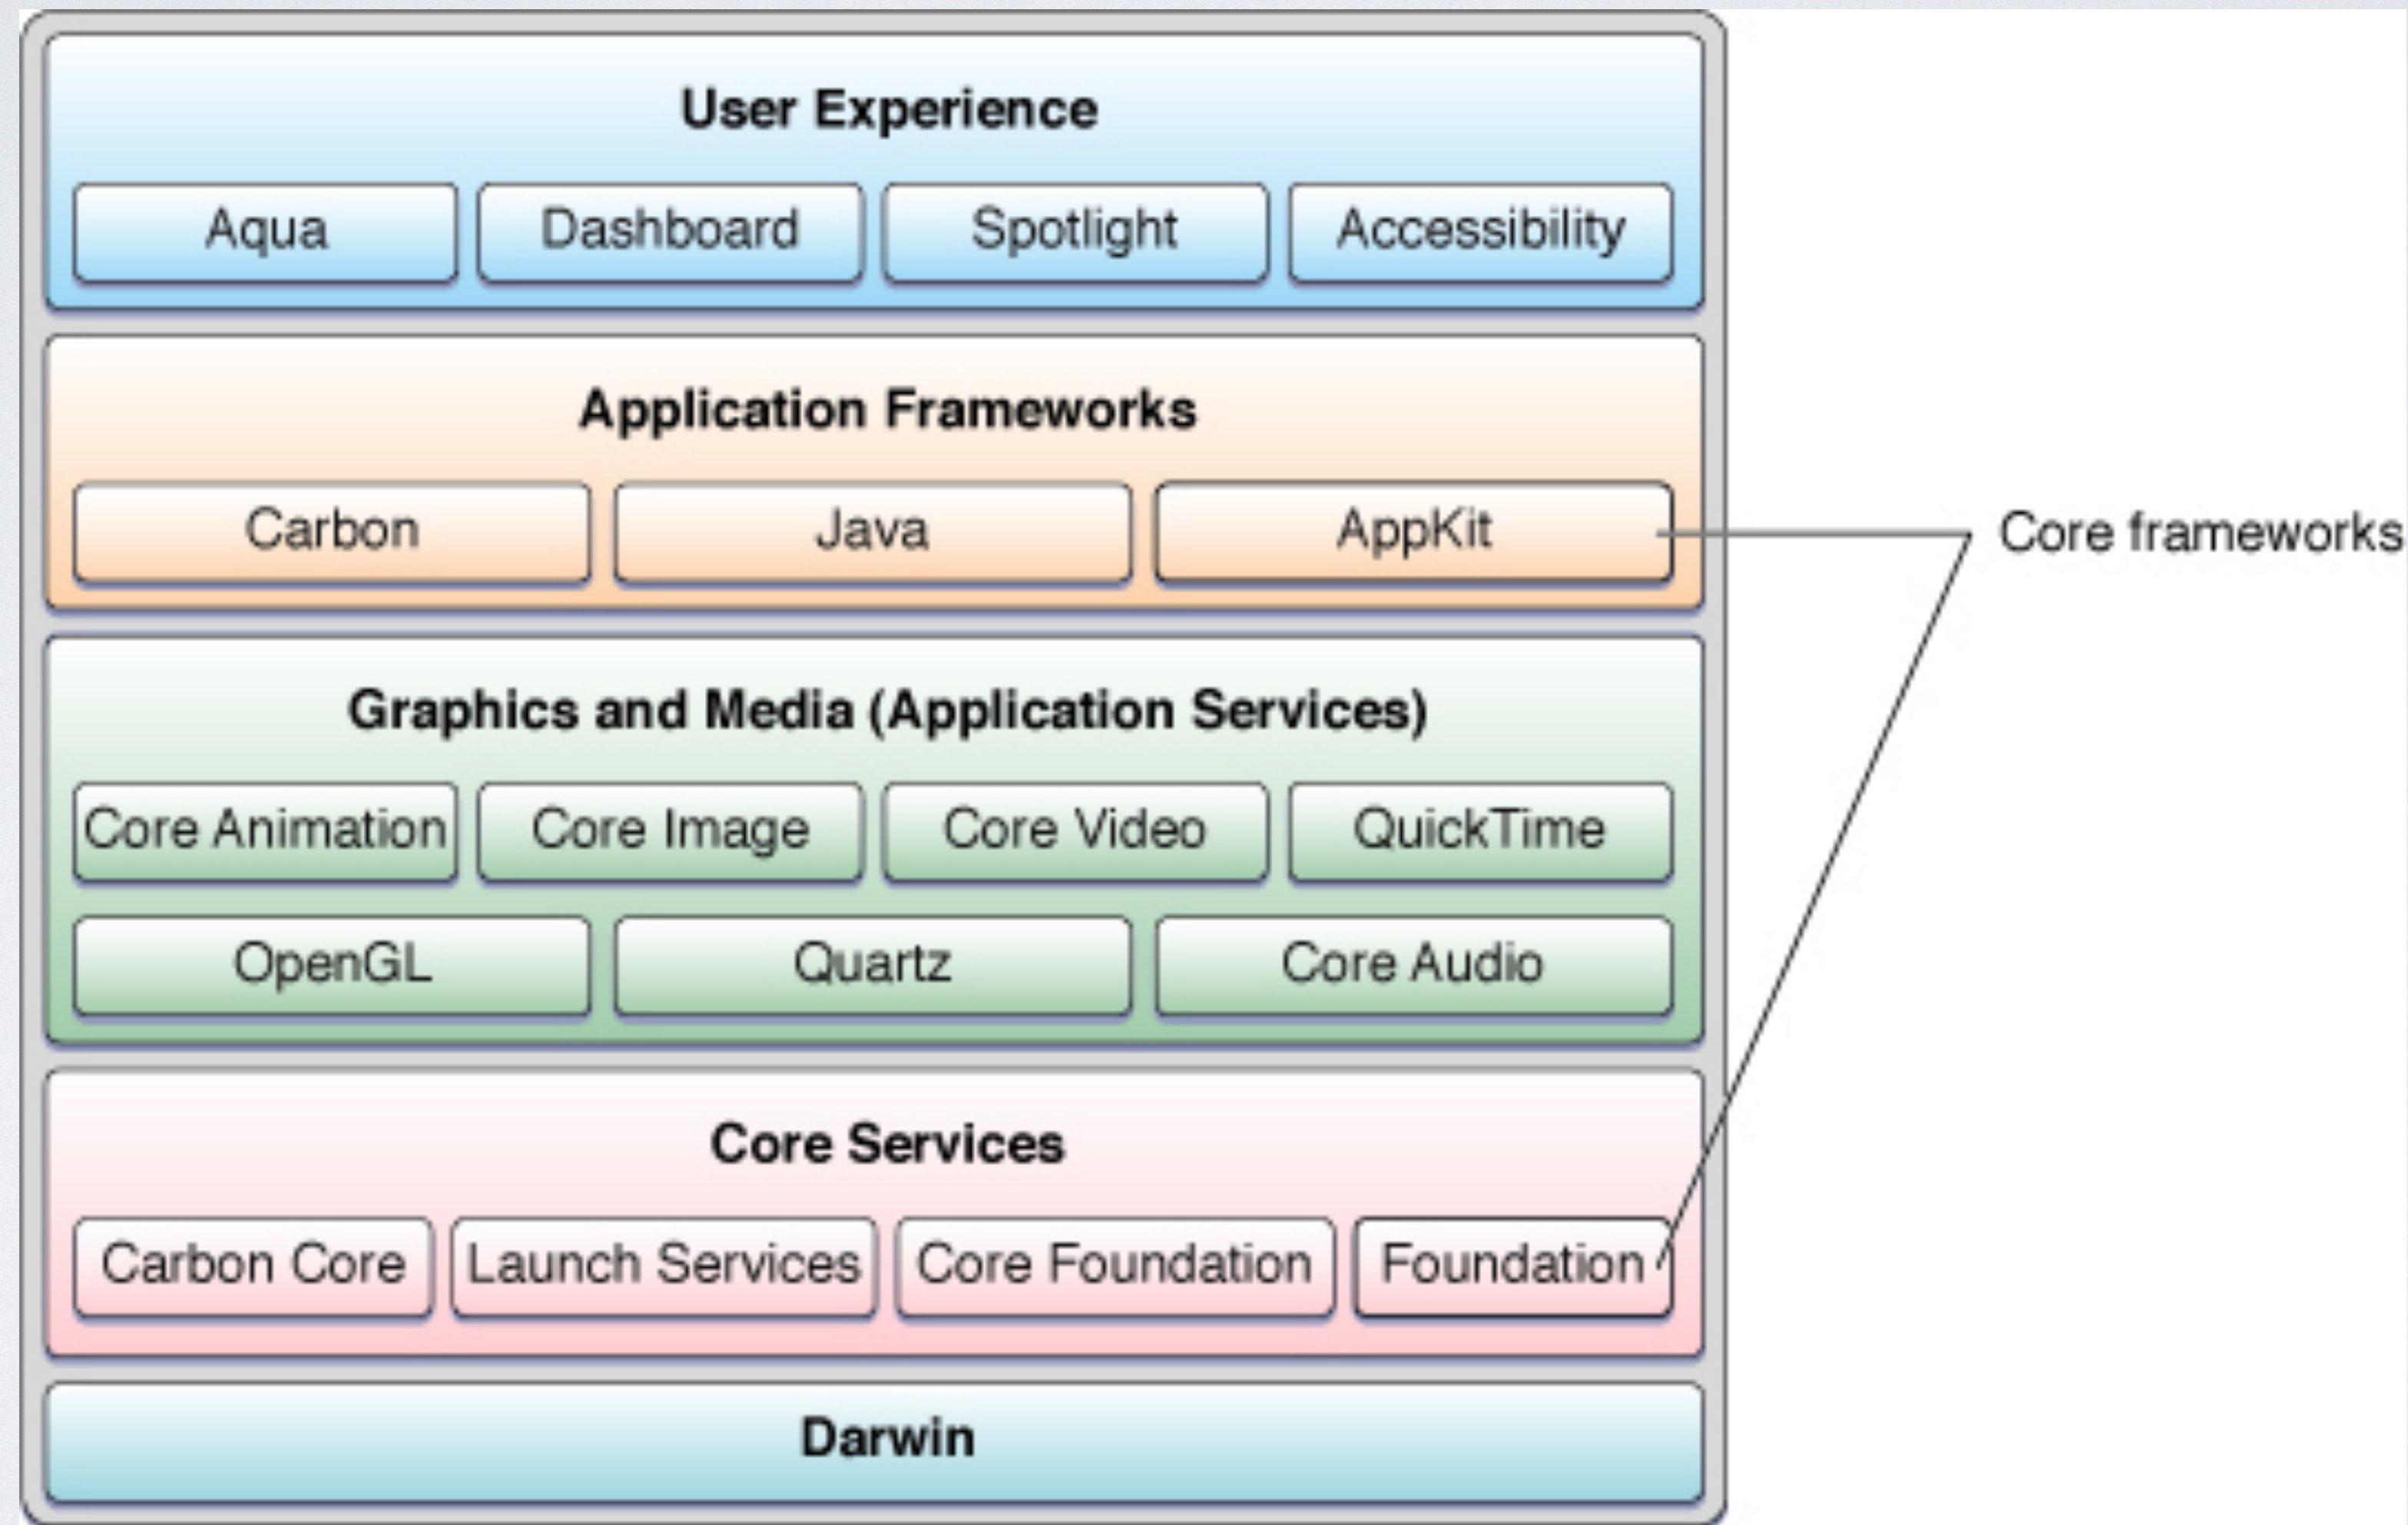 User Experience
Aqua Dashboard Spotlight Accessibility
Application Frameworks
Carbon Java AppKit Core frameworks
Graphics and Media (Application Services)
Core Animation Core Image Core Video QuickTime
OpenGL Quartz Core Audio
Core Services
Carbon Core Launch Services Core Foundation Foundation
Darwin